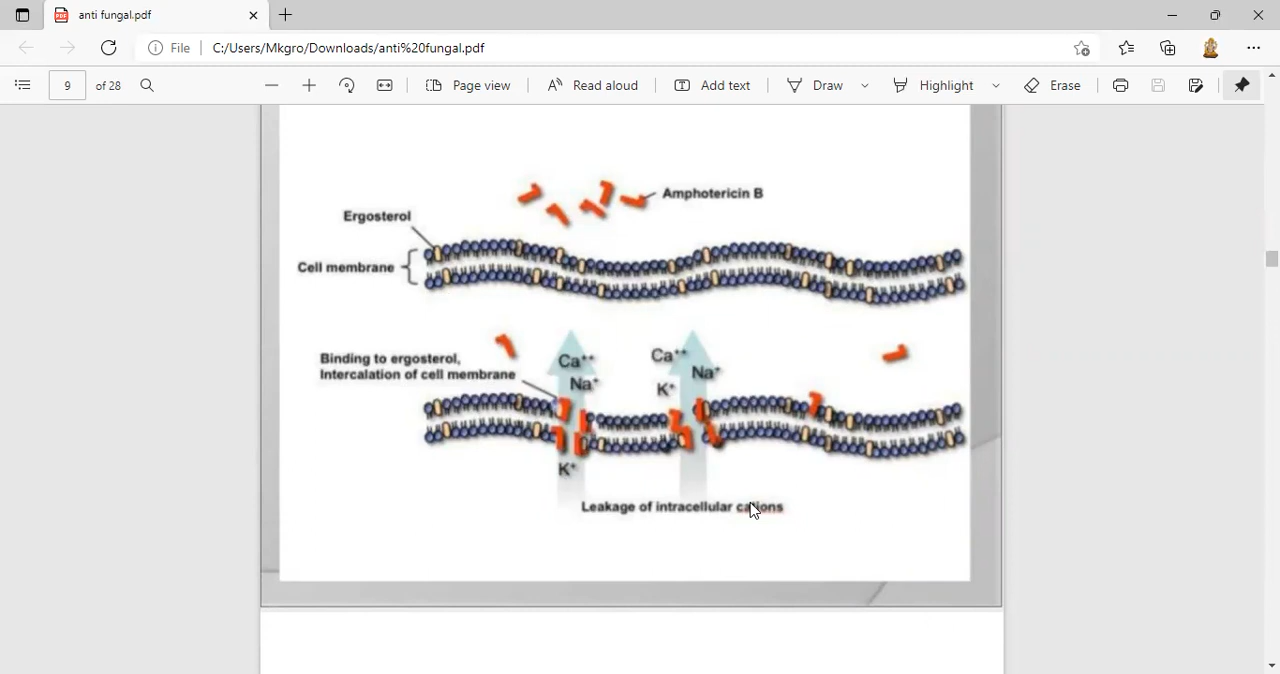 anti fungal.pdf
File
C:/Users/Mkgro/Downloads/anti%20fungal.pdf
9 of 28
Page view
Read aloud
Add text
Draw
Highlight
Erase
Amphotericin B
Ergosterol
Cell membrane
Binding to ergosterol,
Intercalation of cell membrane
Ca++
Na+
Ca++
Na+
K+
K+
Leakage of intracellular cations